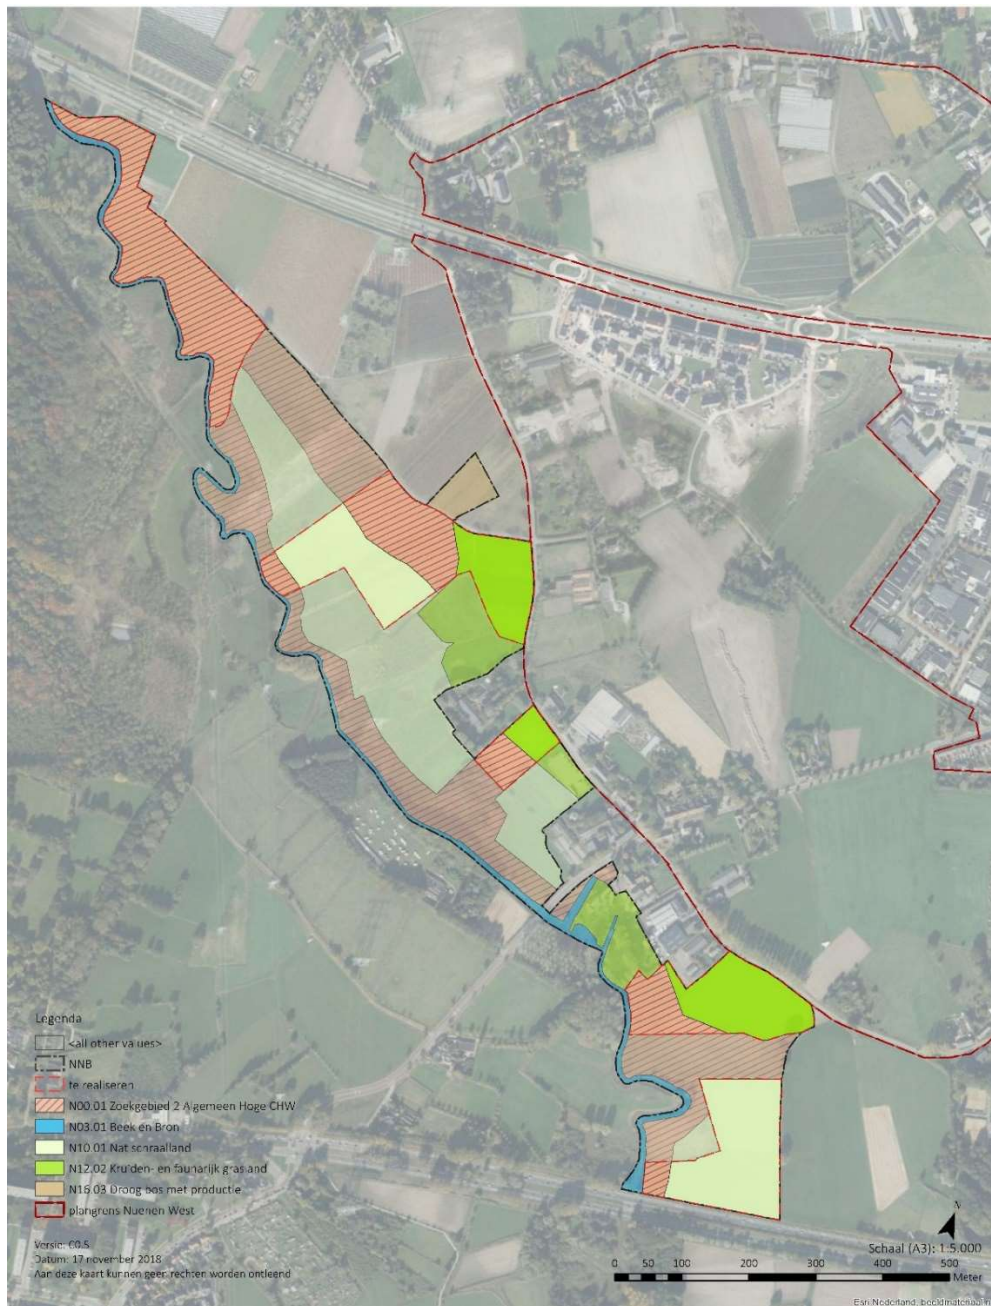 Legenda
<all other values>
NNB
te realiseren
N00.01 Zoekgebied 2 Algemeen Hoge CHW
N03.01 Beek en Bron
N10.01 Nat schraalland
N12.02 Kruiden- en faunarijk grasland
N16.03 Droog bos met productie
plangrens Nuenen West
Versie: C0.5
Datum: 17 november 2018
Aan deze kaart kunnen geen rechten worden ontleend
N
Schaal (A3): 1:5.000
0 50 100 200 300 400 500
Meter
Esri Nederland, beeldmateriaal.nl